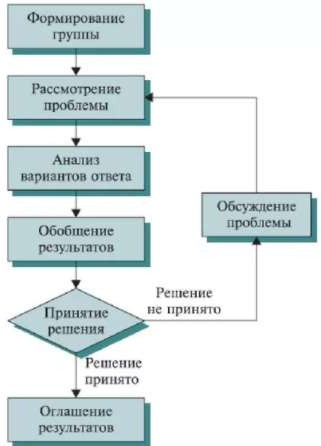 Формирование
группы
Рассмотрение
проблемы
Анализ
вариантов ответа
Обсуждение
проблемы
Обобщение
результатов
Решение
не принято
Принятие
решения
Решение
принято
Оглашение
результатов